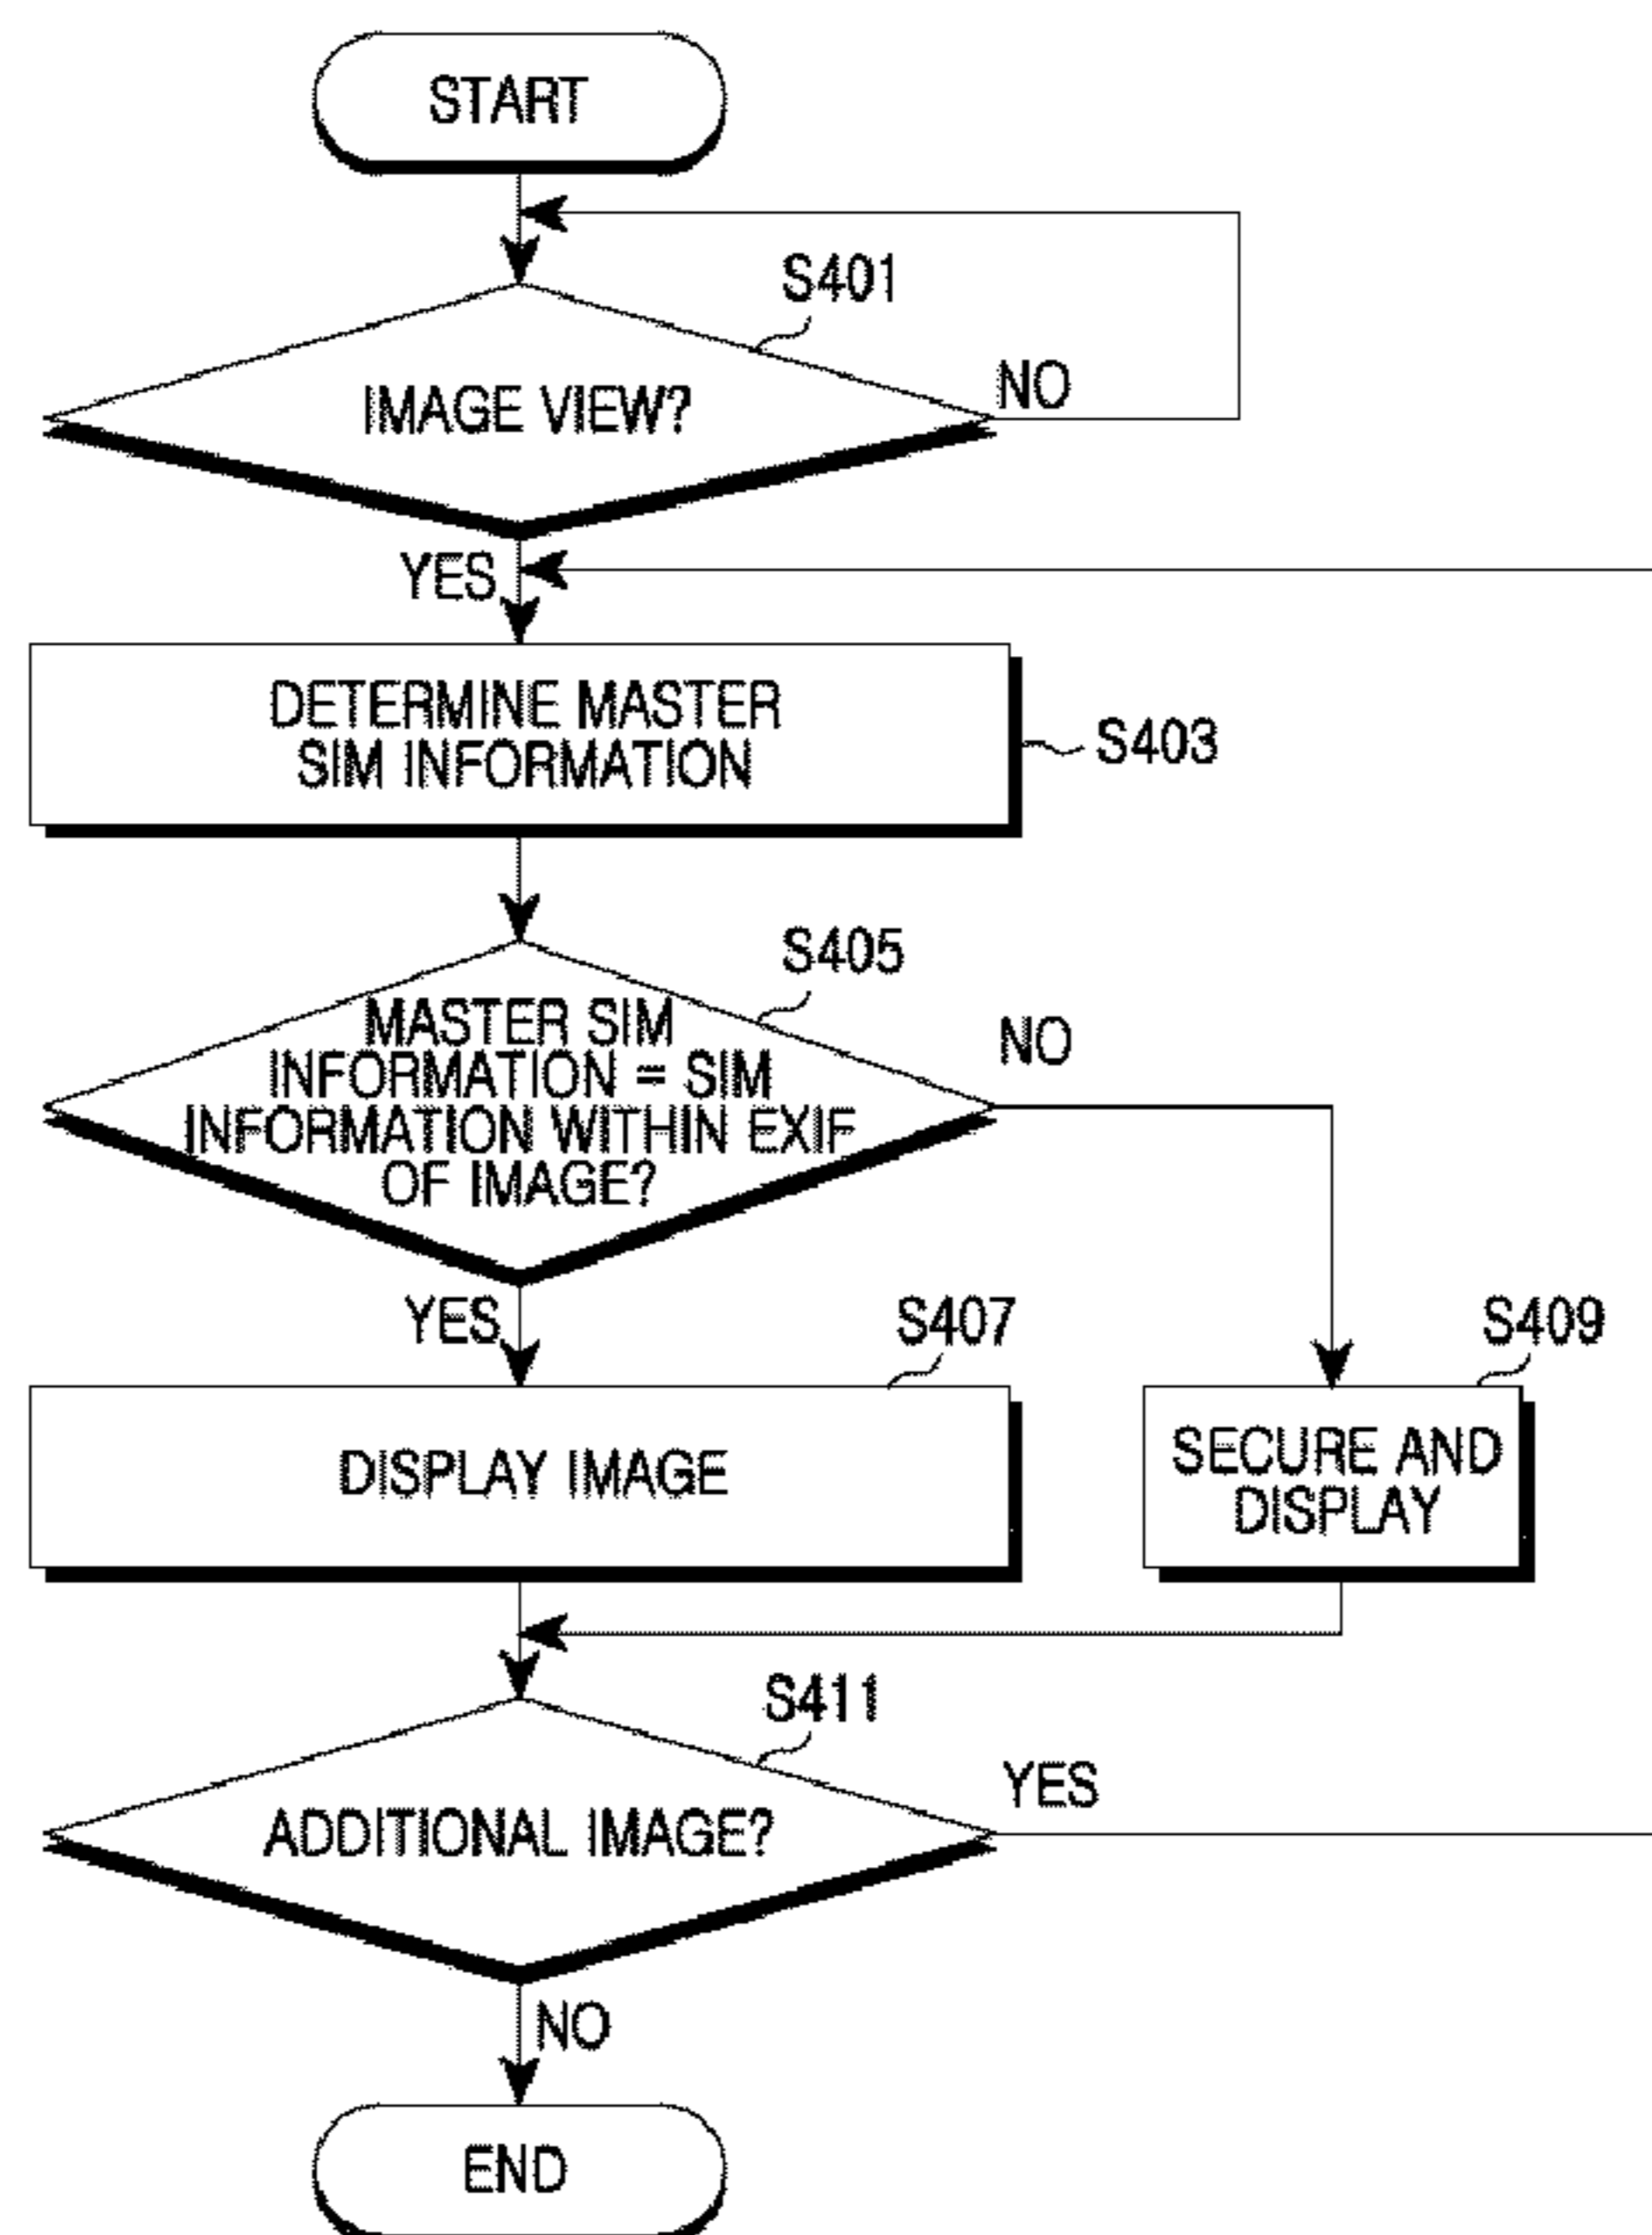 START
S401
IMAGE VIEW?
NO
YES
DETERMINE MASTER
SIM INFORMATION
S403
S405
MASTER SIM
INFORMATION = SIM
INFORMATION WITHIN EXIF
OF IMAGE?
NO
YES
S407
S409
DISPLAY IMAGE
SECURE AND
DISPLAY
S411
ADDITIONAL IMAGE?
YES
NO
END